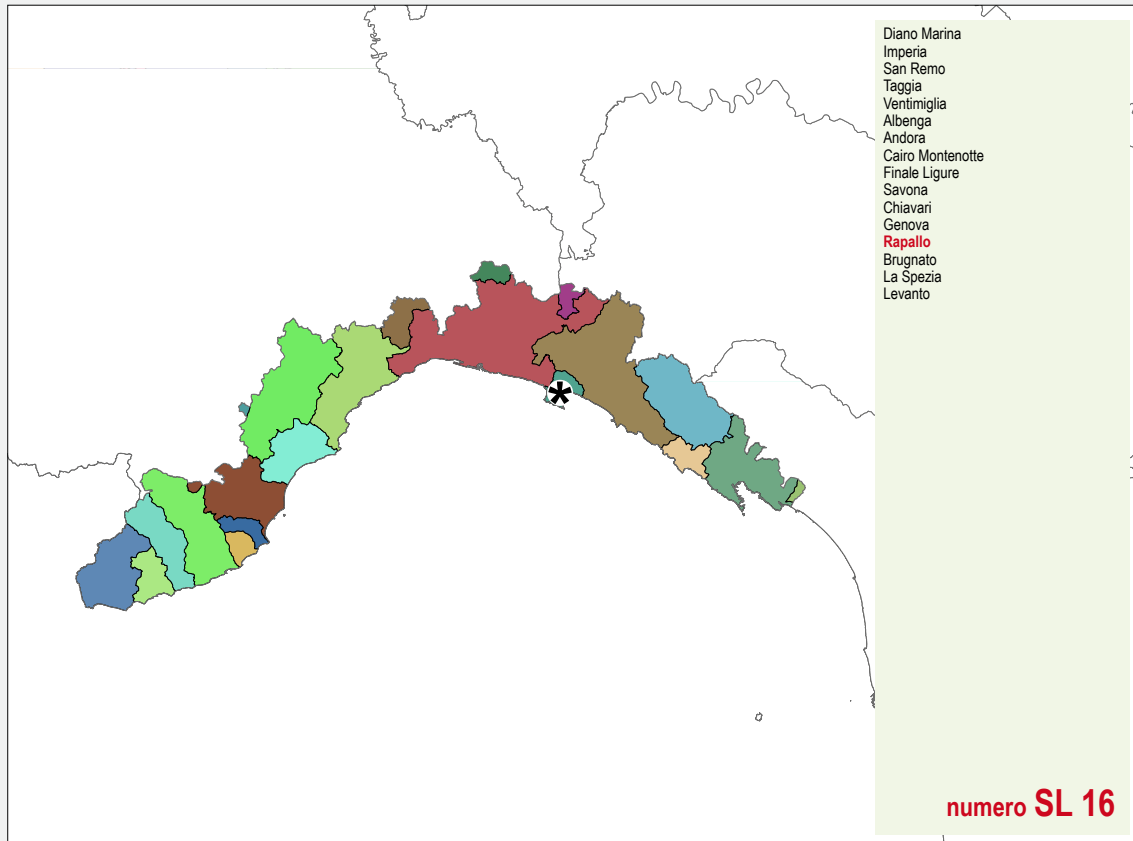 Diano Marina
Imperia
San Remo
Taggia
Ventimiglia
Albenga
Andora
Cairo Montenotte
Finale Ligure
Savona
Chiavari
Genova
Rapallo
Brugnato
La Spezia
Levanto
*
numero SL 16